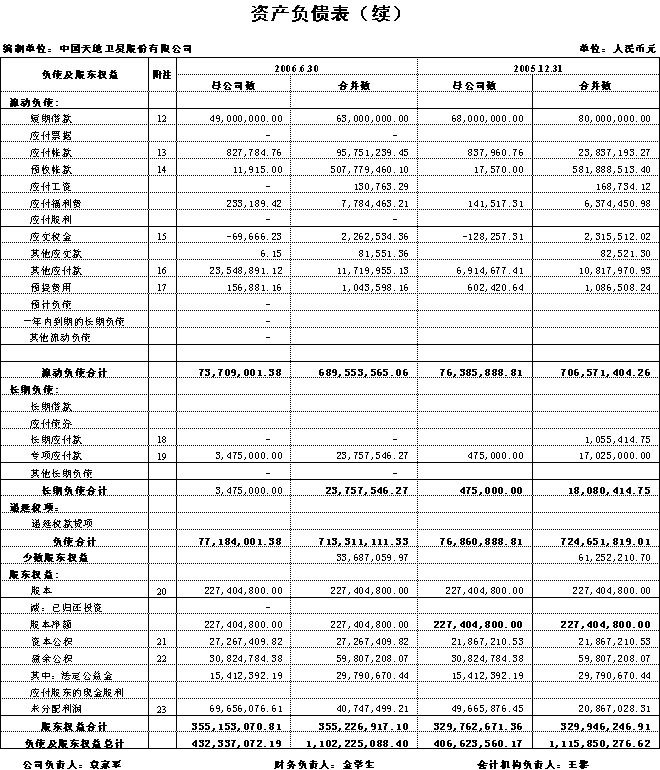 资产负债表（续）
编制单位：中国天地卫星股份有限公司 单位：人民币元
负债及股东权益 附注 2006.6.30 2005.12.31
母公司数 合并数 母公司数 合并数
流动负债：
短期借款 12 49,000,000.00 63,000,000.00 68,000,000.00 80,000,000.00
应付票据 - -
应付帐款 13 827,784.76 95,751,239.45 837,960.76 23,837,193.27
预收帐款 14 11,915.00 507,779,460.10 17,570.00 581,888,513.40
应付工资 - 130,763.29 168,734.12
应付福利费 233,189.42 7,784,463.21 141,517.31 6,374,450.98
应付股利 - -
应交税金 15 -69,666.23 2,262,534.36 -128,257.31 2,315,512.02
其他应交款 6.15 81,551.36 82,521.30
其他应付款 16 23,548,891.12 11,719,955.13 6,914,677.41 10,817,970.93
预提费用 17 156,881.16 1,043,598.16 602,420.64 1,086,508.24
预计负债 -
一年内到期的长期负债 -
其他流动负债 -
流动负债合计 73,709,001.38 689,553,565.06 76,385,888.81 706,571,404.26
长期负债：
长期借款
应付债券
长期应付款 18 - - 1,055,414.75
专项应付款 19 3,475,000.00 23,757,546.27 475,000.00 17,025,000.00
其他长期负债 - -
长期负债合计 3,475,000.00 23,757,546.27 475,000.00 18,080,414.75
递延税项：
递延税款贷项
负债合计 77,184,001.38 713,311,111.33 76,860,888.81 724,651,819.01
少数股东权益 33,687,059.97 61,252,210.70
股东权益：
股本 20 227,404,800.00 227,404,800.00 227,404,800.00 227,404,800.00
减：已归还投资 -
股本净额 227,404,800.00 227,404,800.00 227,404,800.00 227,404,800.00
资本公积 21 27,267,409.82 27,267,409.82 21,867,210.53 21,867,210.53
盈余公积 22 30,824,784.38 59,807,208.07 30,824,784.38 59,807,208.07
其中：法定公益金 15,412,392.19 29,790,670.44 15,412,392.19 29,790,670.44
应付股东的现金股利
未分配利润 23 69,656,076.61 40,747,499.21 49,665,876.45 20,867,028.31
股东权益合计 355,153,070.81 355,226,917.10 329,762,671.36 329,946,246.91
负债及股东权益总计 432,337,072.19 1,102,225,088.40 406,623,560.17 1,115,850,276.62
公司负责人：袁家军 财务负责人：金学生 会计机构负责人：王黎